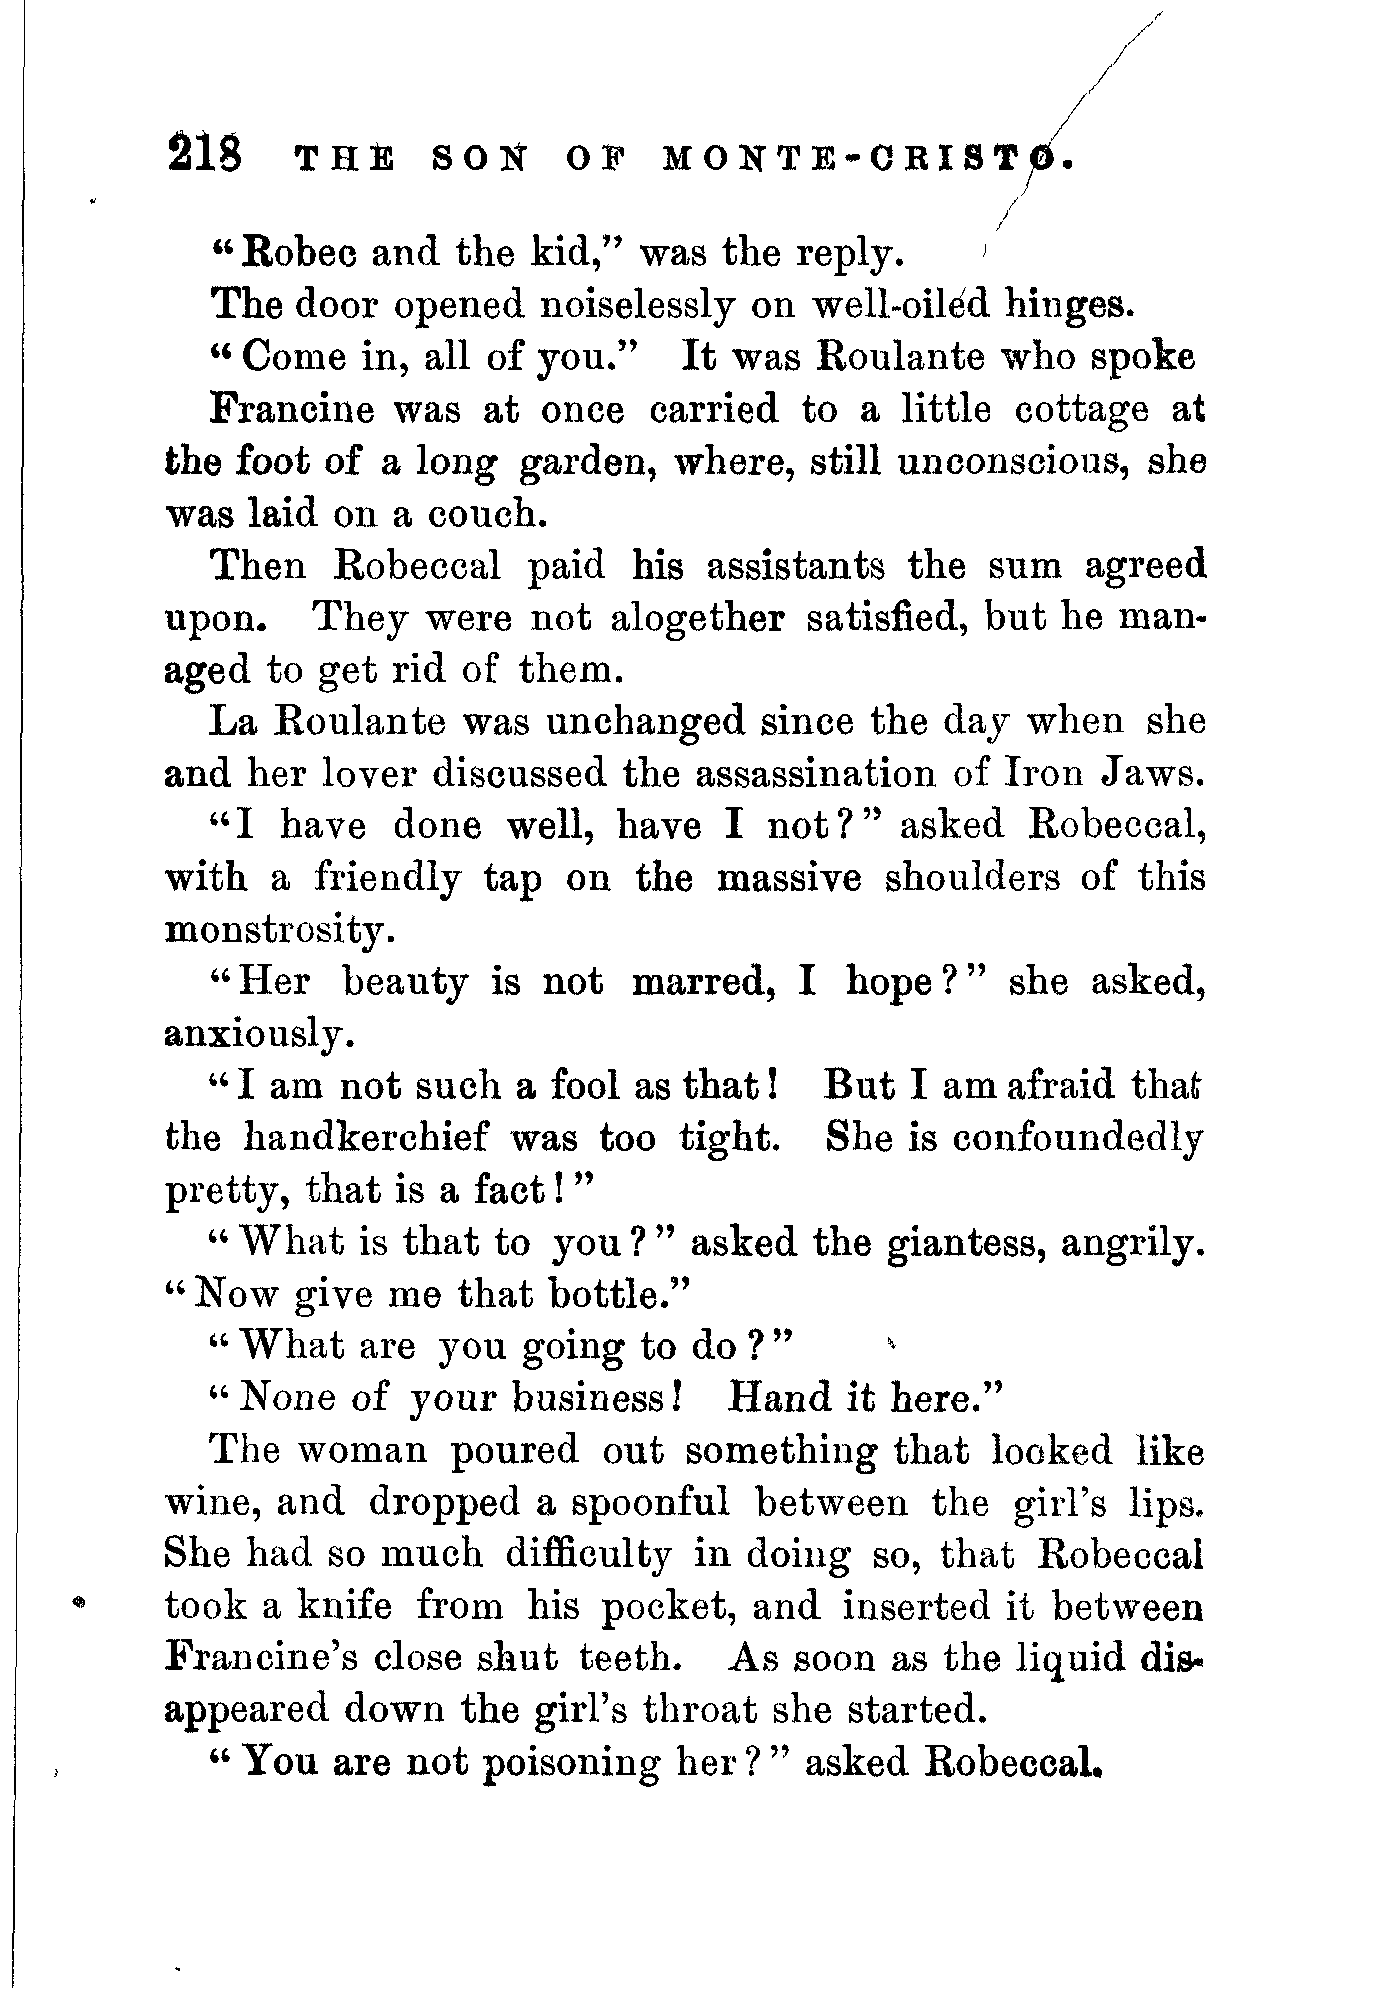 218 THE SON OF MONTE-CRISTO.
“Robec and the kid,” was the reply.
The door opened noiselessly on well-oiled hinges.
“Come in, all of you.” It was Roulante who spoke
Francine was at once carried to a little cottage at
the foot of a long garden, where, still unconscious, she
was laid on a couch.
Then Robeccal paid his assistants the sum agreed
upon. They were not alogether satisfied, but he man-
aged to get rid of them.
La Roulante was unchanged since the day when she
and her lover discussed the assassination of Iron Jaws.
“I have done well, have I not?” asked Robeccal,
with a friendly tap on the massive shoulders of this
monstrosity.
“Her beauty is not marred, I hope?” she asked,
anxiously.
“I am not such a fool as that! But I am afraid that
the handkerchief was too tight. She is confoundedly
pretty, that is a fact!”
“What is that to you?” asked the giantess, angrily.
“Now give me that bottle.”
“What are you going to do?”
“None of your business! Hand it here.”
The woman poured out something that looked like
wine, and dropped a spoonful between the girl’s lips.
She had so much difficulty in doing so, that Robeccal
took a knife from his pocket, and inserted it between
Francine’s close shut teeth. As soon as the liquid dis-
appeared down the girl’s throat she started.
“You are not poisoning her?” asked Robeccal.